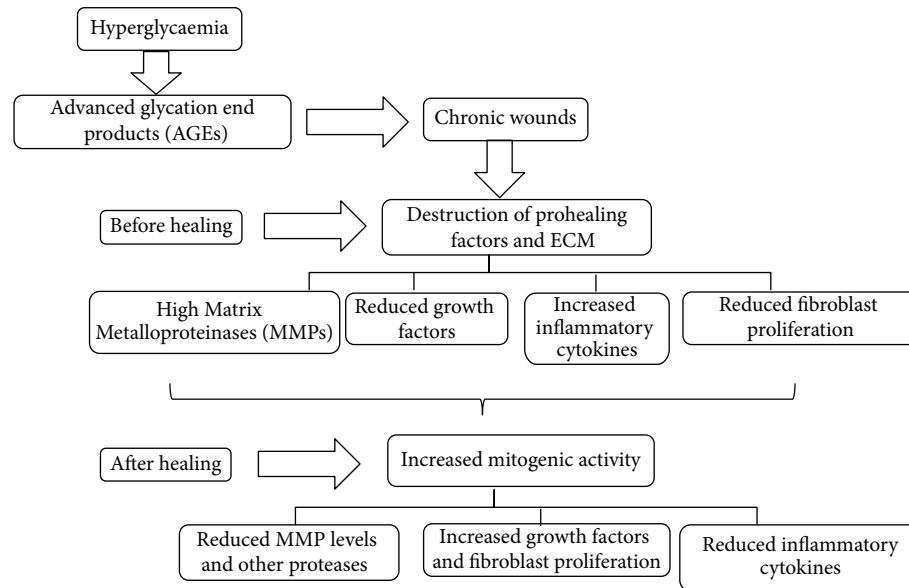 Hyperglycaemia
Advanced glycation end
products (AGEs)
Chronic wounds
Before healing
Destruction of prohealing
factors and ECM
High Matrix
Metalloproteinases (MMPs)
Reduced growth
factors
Increased
inflammatory
cytokines
Reduced fibroblast
proliferation
After healing
Increased mitogenic activity
Reduced MMP levels
and other proteases
Increased growth factors
and fibroblast proliferation
Reduced inflammatory
cytokines